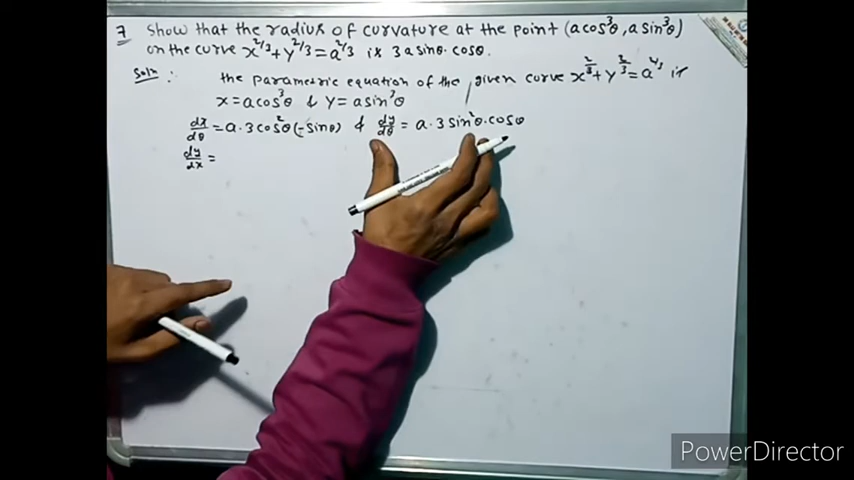 7 Show that the radius of curvature at the point (a cos³θ, a sin³θ)
on the curve x^2/3 + y^2/3 = a^2/3 is 3 a sinθ. cosθ.
Soln : the parametric equation of the given curve x^2/3 + y^2/3 = a^2/3 is
x = a cos³θ & y = a sin³θ
dx/dθ = a · 3 cos²θ (-sinθ) & dy/dθ = a · 3 sin²θ · cosθ
dy/dx =
PowerDirector